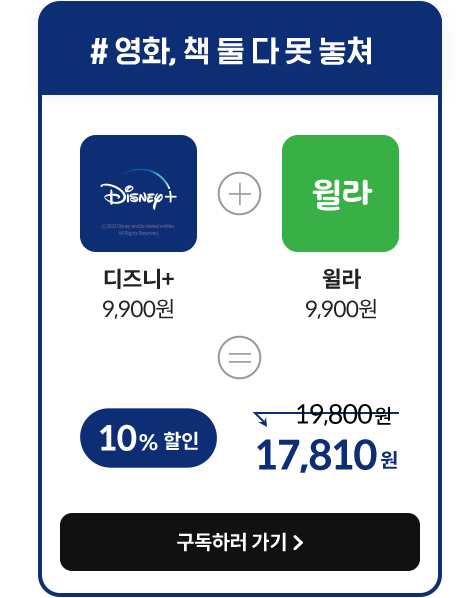 # 영화, 책 둘 다 못 놓쳐
Disney+
ⓒ2022 Disney and its related entities.
All Rights Reserved.
윌라
디즈니+
9,900원
윌라
9,900원
19,800원
10% 할인
17,810원
구독하러 가기 >